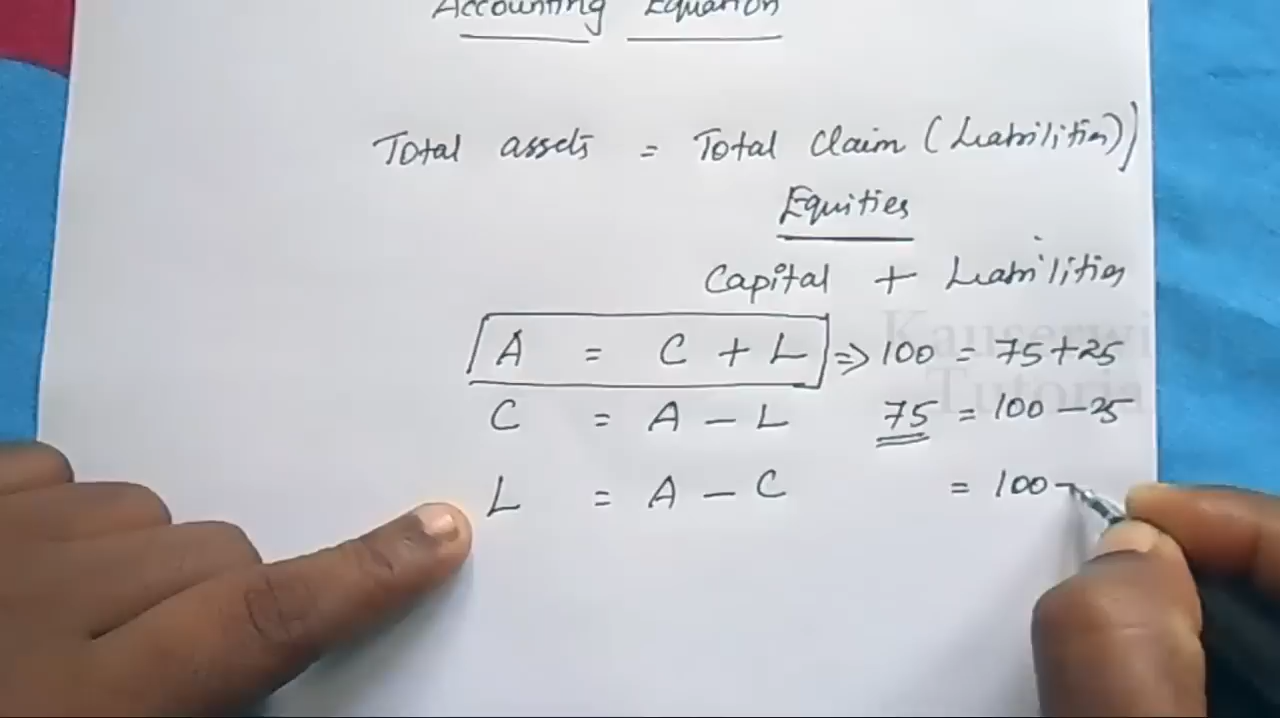 Accounting Equation
Total assets = Total Claim (Liabilities))
Equities
Capital + Liabilities
A = C + L => 100 = 75+25
C = A - L 75 = 100 - 25
L = A - C = 100 -